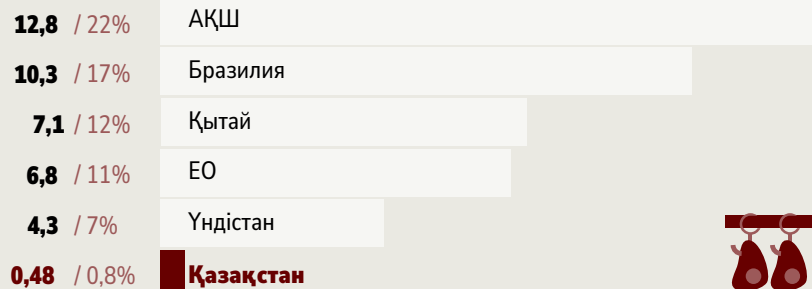 12,8 / 22% АҚШ
10,3 / 17% Бразилия
7,1 / 12% Қытай
6,8 / 11% ЕО
4,3 / 7% Үндістан
0,48 / 0,8% Қазақстан